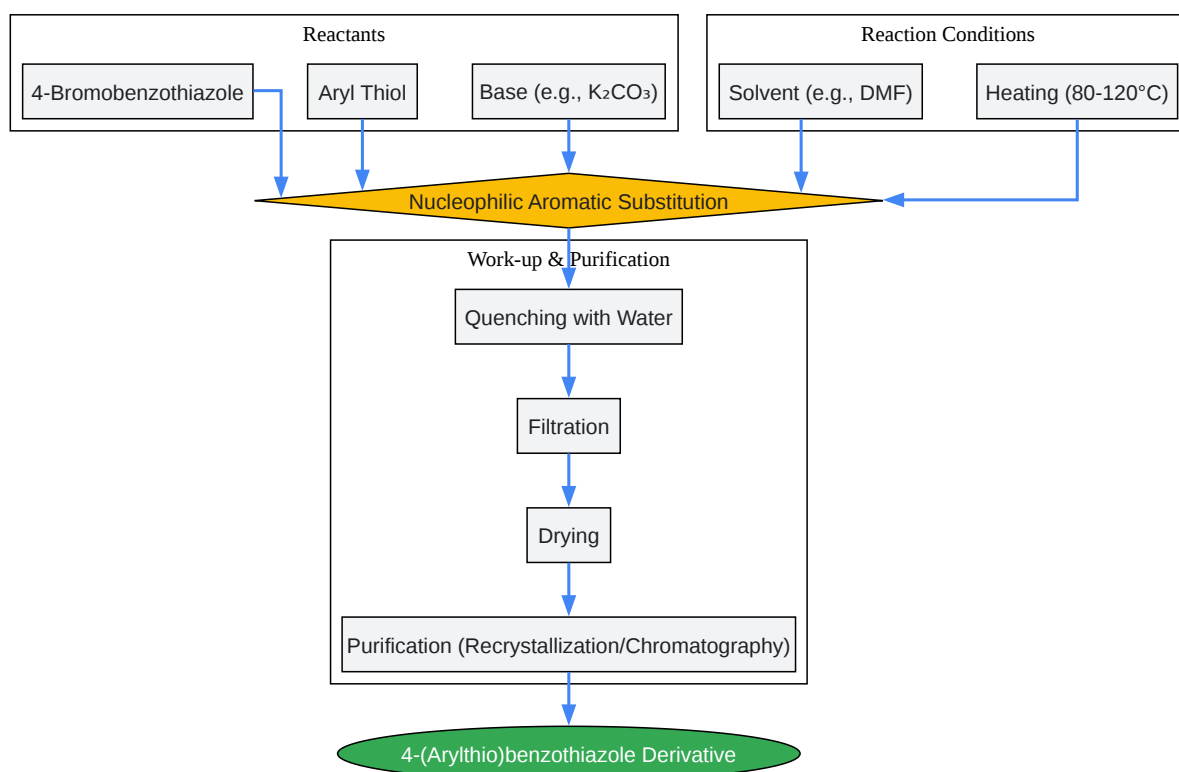 Reactants
Reaction Conditions
4-Bromobenzothiazole
Aryl Thiol
Base (e.g., K₂CO₃)
Solvent (e.g., DMF)
Heating (80-120°C)
Nucleophilic Aromatic Substitution
Work-up & Purification
Quenching with Water
Filtration
Drying
Purification (Recrystallization/Chromatography)
4-(Arylthio)benzothiazole Derivative